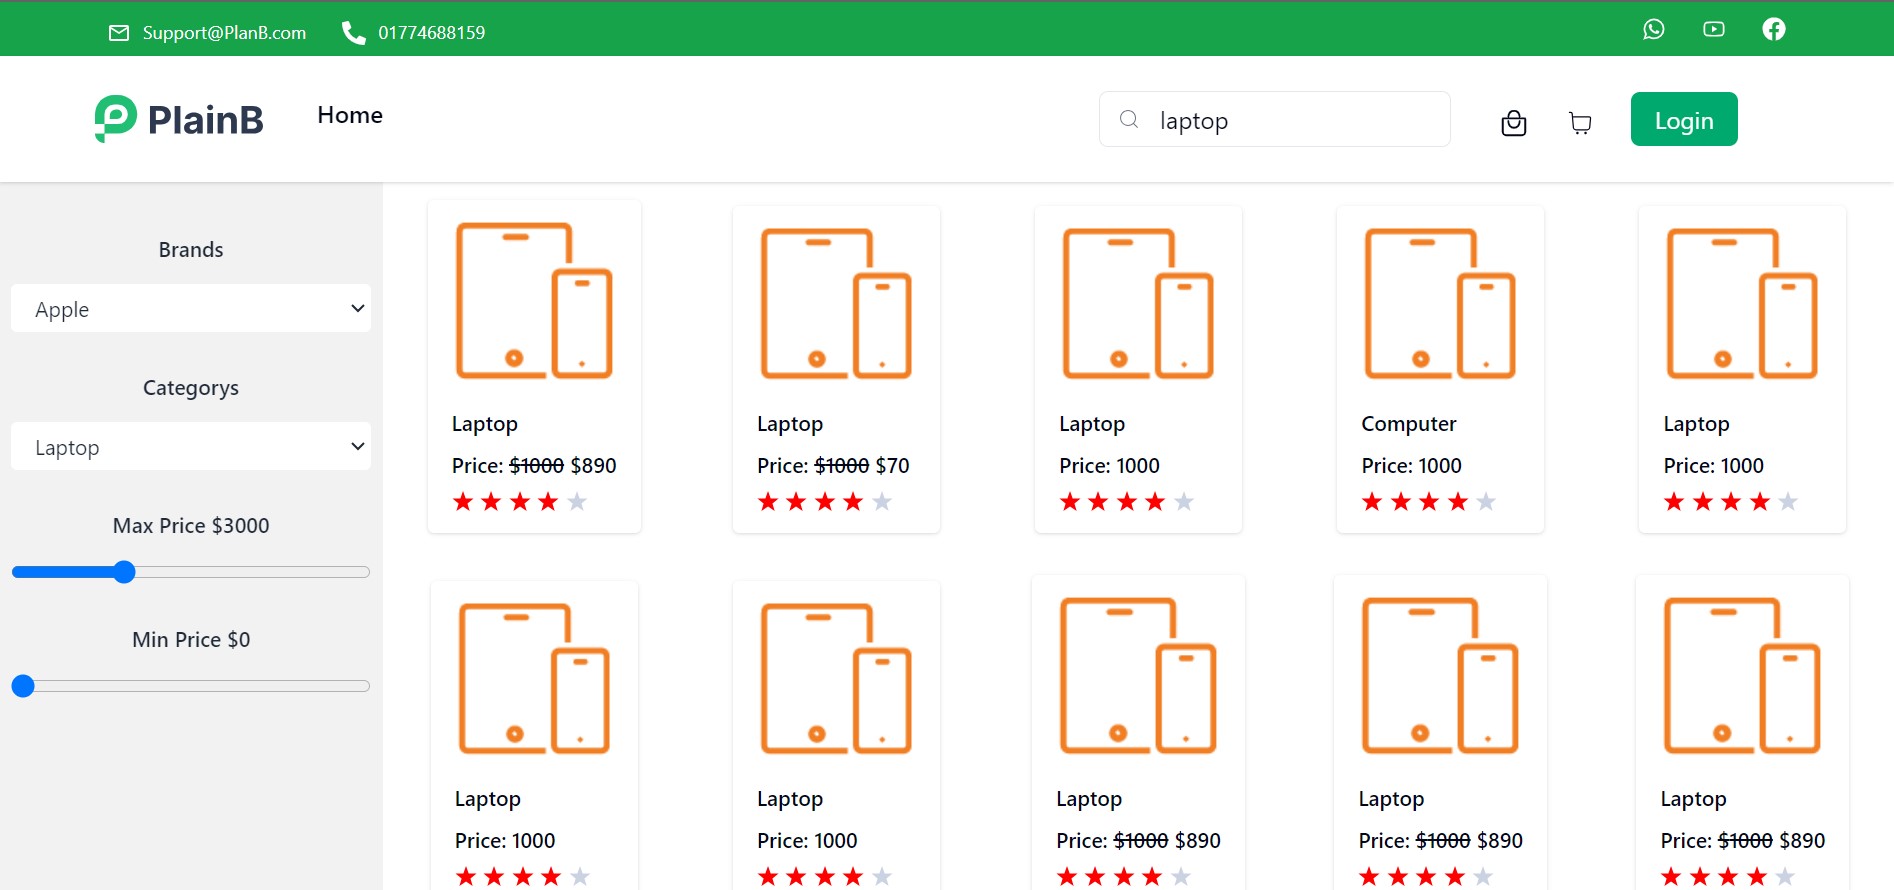 Support@PlanB.com 01774688159
PlainB Home laptop Login
Brands
Apple
Categorys
Laptop
Max Price $3000
Min Price $0
Laptop
Price: $1000 $890
Laptop
Price: $1000 $70
Laptop
Price: 1000
Computer
Price: 1000
Laptop
Price: 1000
Laptop
Price: 1000
Laptop
Price: 1000
Laptop
Price: $1000 $890
Laptop
Price: $1000 $890
Laptop
Price: $1000 $890